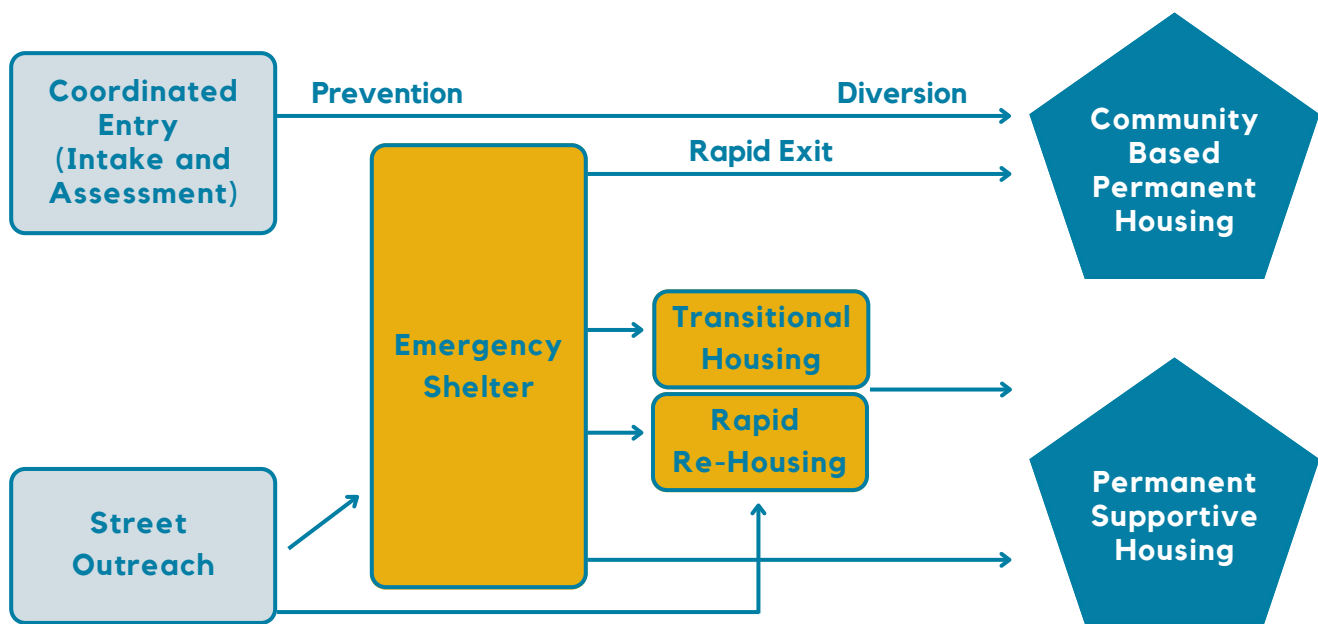 Coordinated
Entry
(Intake and
Assessment)
Prevention
Diversion
Rapid Exit
Community
Based
Permanent
Housing
Emergency
Shelter
Transitional
Housing
Rapid
Re-Housing
Street
Outreach
Permanent
Supportive
Housing